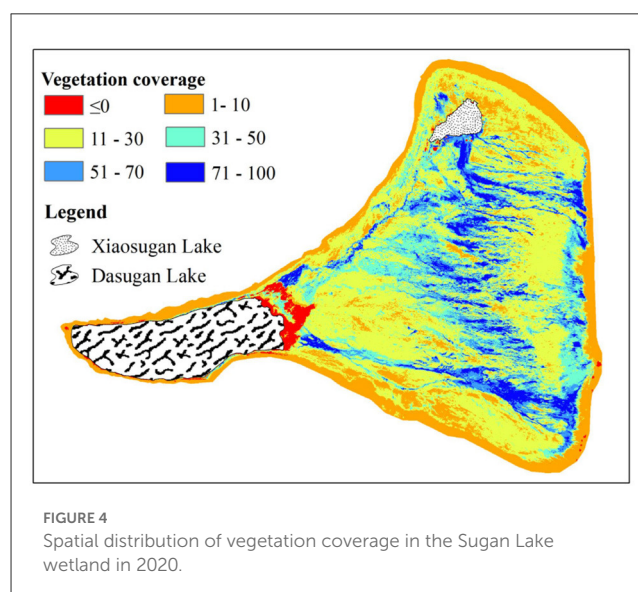 Vegetation coverage
≤0 1- 10
11 - 30 31 - 50
51 - 70 71 - 100
Legend
Xiaosugan Lake
Dasugan Lake
FIGURE 4
Spatial distribution of vegetation coverage in the Sugan Lake
wetland in 2020.